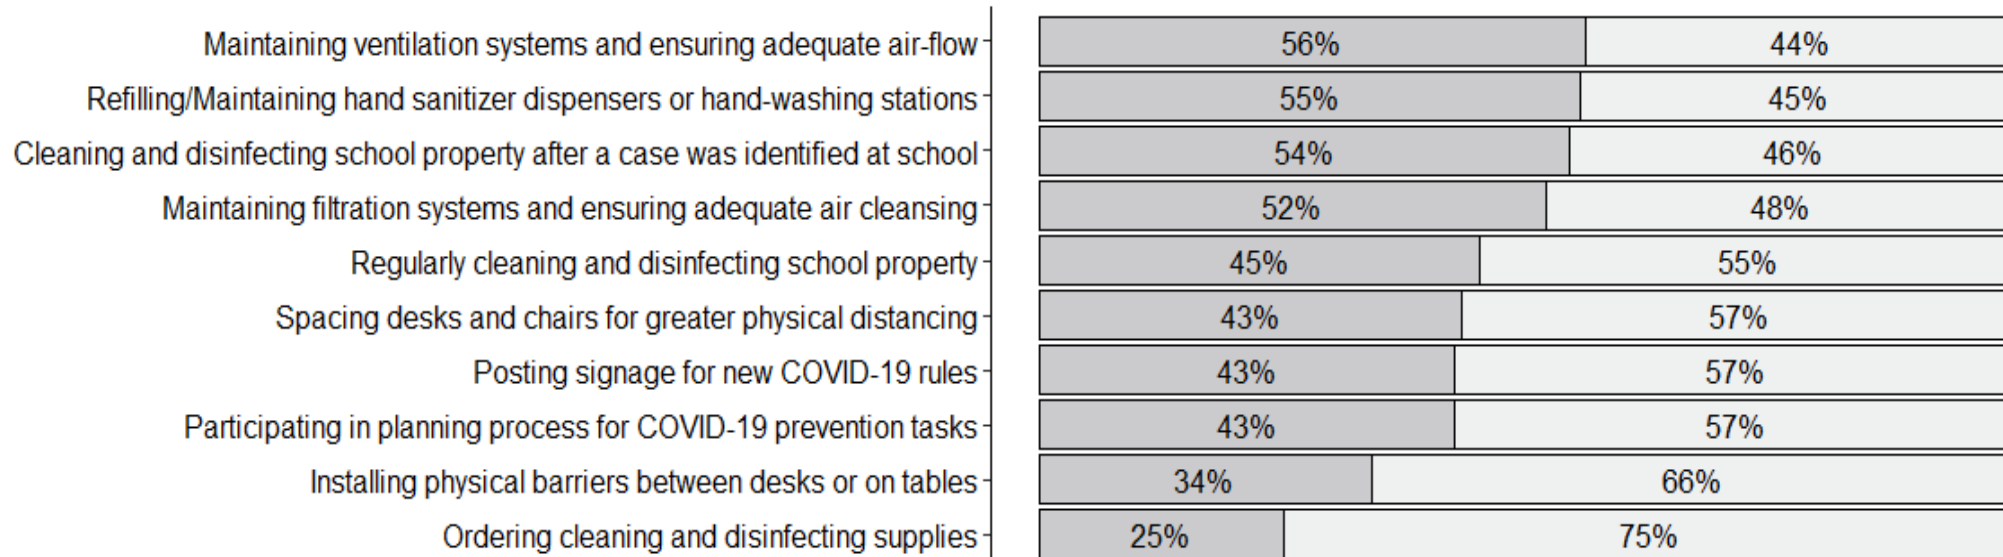 Maintaining ventilation systems and ensuring adequate air-flow 56% 44%
Refilling/Maintaining hand sanitizer dispensers or hand-washing stations 55% 45%
Cleaning and disinfecting school property after a case was identified at school 54% 46%
Maintaining filtration systems and ensuring adequate air cleansing 52% 48%
Regularly cleaning and disinfecting school property 45% 55%
Spacing desks and chairs for greater physical distancing 43% 57%
Posting signage for new COVID-19 rules 43% 57%
Participating in planning process for COVID-19 prevention tasks 43% 57%
Installing physical barriers between desks or on tables 34% 66%
Ordering cleaning and disinfecting supplies 25% 75%